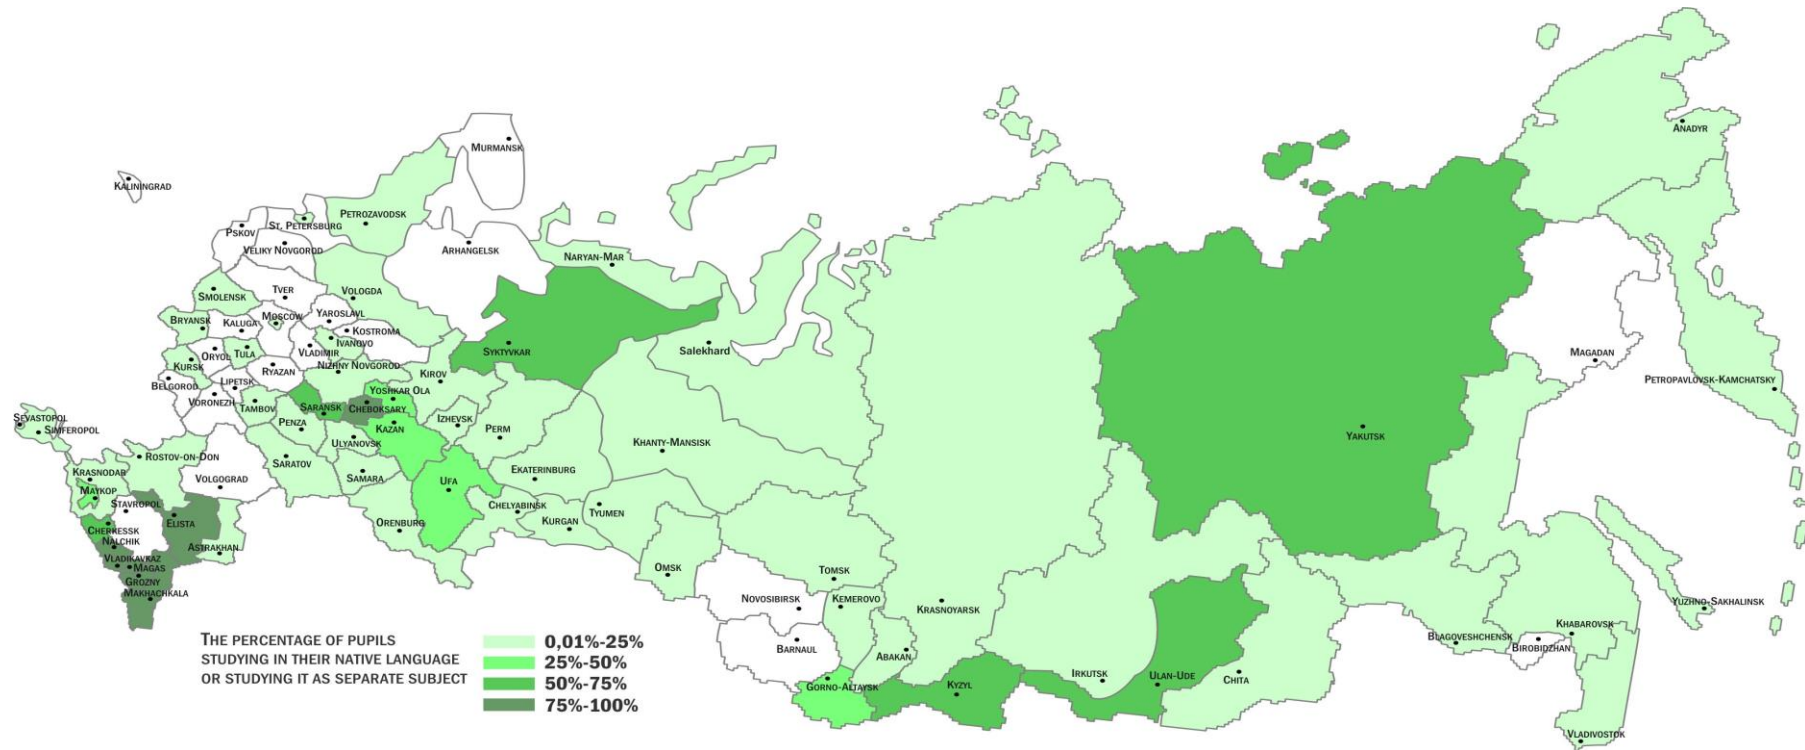 MURMANSK
ANADYR
KALININGRAD
PETROZAVODSK
ST. PETERSBURG
PSKOV
VELIKY NOVGOROD
ARHANGELSK
NARYAN-MAR
SMOLENSK
TVER
VOLOGDA
BRYANSK
KALUGA
MOSCOW
YAROSLAVL
KOSTROMA
IVANOVO
VLADIMIR
ORYOL
TULA
KURSK
RYAZAN
NIZHNY NOVGOROD
SYKTYVKAR
Salekhard
MAGADAN
KIROV
BELGOROD
LIPETSK
YOSHKAR OLA
PETROPAVLOVSK-KAMCHATSKY
VORONEZH
TAMBOV
SARANSK
CHEBOKSARY
SEVASTOPOL
SIMFEROPOL
PENZA
KAZAN
IZHEVSK
PERM
YAKUTSK
ULYANOVSK
KHANTY-MANSISK
ROSTOV-ON-DON
SARATOV
KRASNODAR
VOLGOGRAD
SAMARA
EKATERINBURG
MAYKOP
UFA
STAVROPOL
CHELYABINSK
TYUMEN
ELISTA
ORENBURG
KURGAN
CHERKESSK
NALCHIK
ASTRAKHAN
VLADIKAVKAZ
MAGAS
GROZNY
MAKHACHKALA
OMSK
TOMSK
NOVOSIBIRSK
KEMEROVO
KRASNOYARSK
YUZHNO-SAKHALINSK
KHABAROVSK
BLAGOVESHCHENSK
BIROBIDZHAN
BARNAUL
ABAKAN
IRKUTSK
ULAN-UDE
CHITA
GORNO-ALTAYSK
KYZYL
VLADIVOSTOK
THE PERCENTAGE OF PUPILS
STUDYING IN THEIR NATIVE LANGUAGE
OR STUDYING IT AS SEPARATE SUBJECT
0,01%-25%
25%-50%
50%-75%
75%-100%